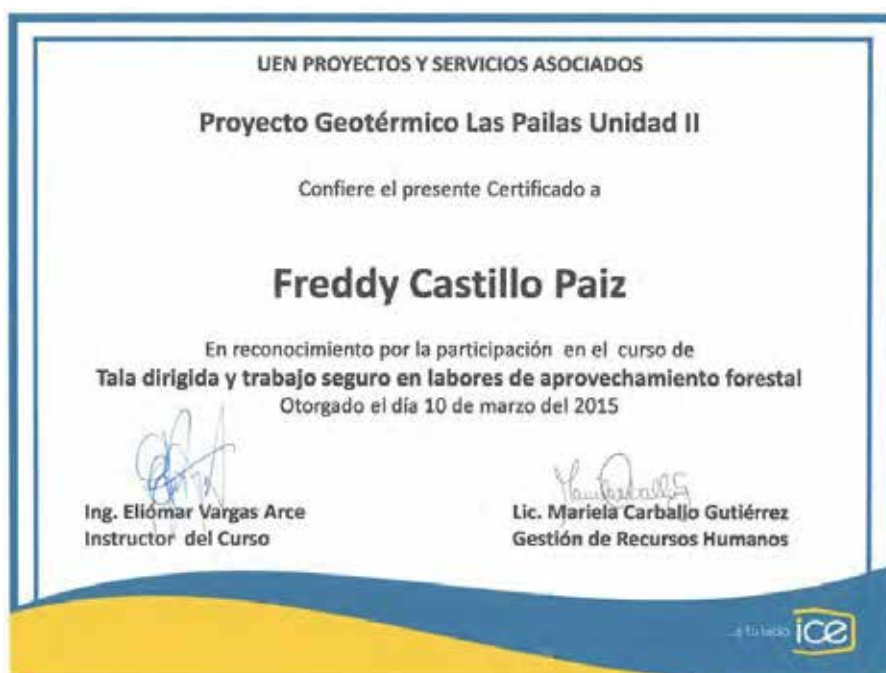 UEN PROYECTOS Y SERVICIOS ASOCIADOS
Proyecto Geotérmico Las Pailas Unidad II
Confiere el presente Certificado a
Freddy Castillo Paiz
En reconocimiento por la participación en el curso de
Tala dirigida y trabajo seguro en labores de aprovechamiento forestal
Otorgado el día 10 de marzo del 2015
Ing. Eliómar Vargas Arce
Instructor del Curso
Lic. Mariela Carballo Gutiérrez
Gestión de Recursos Humanos
a tu lado ice